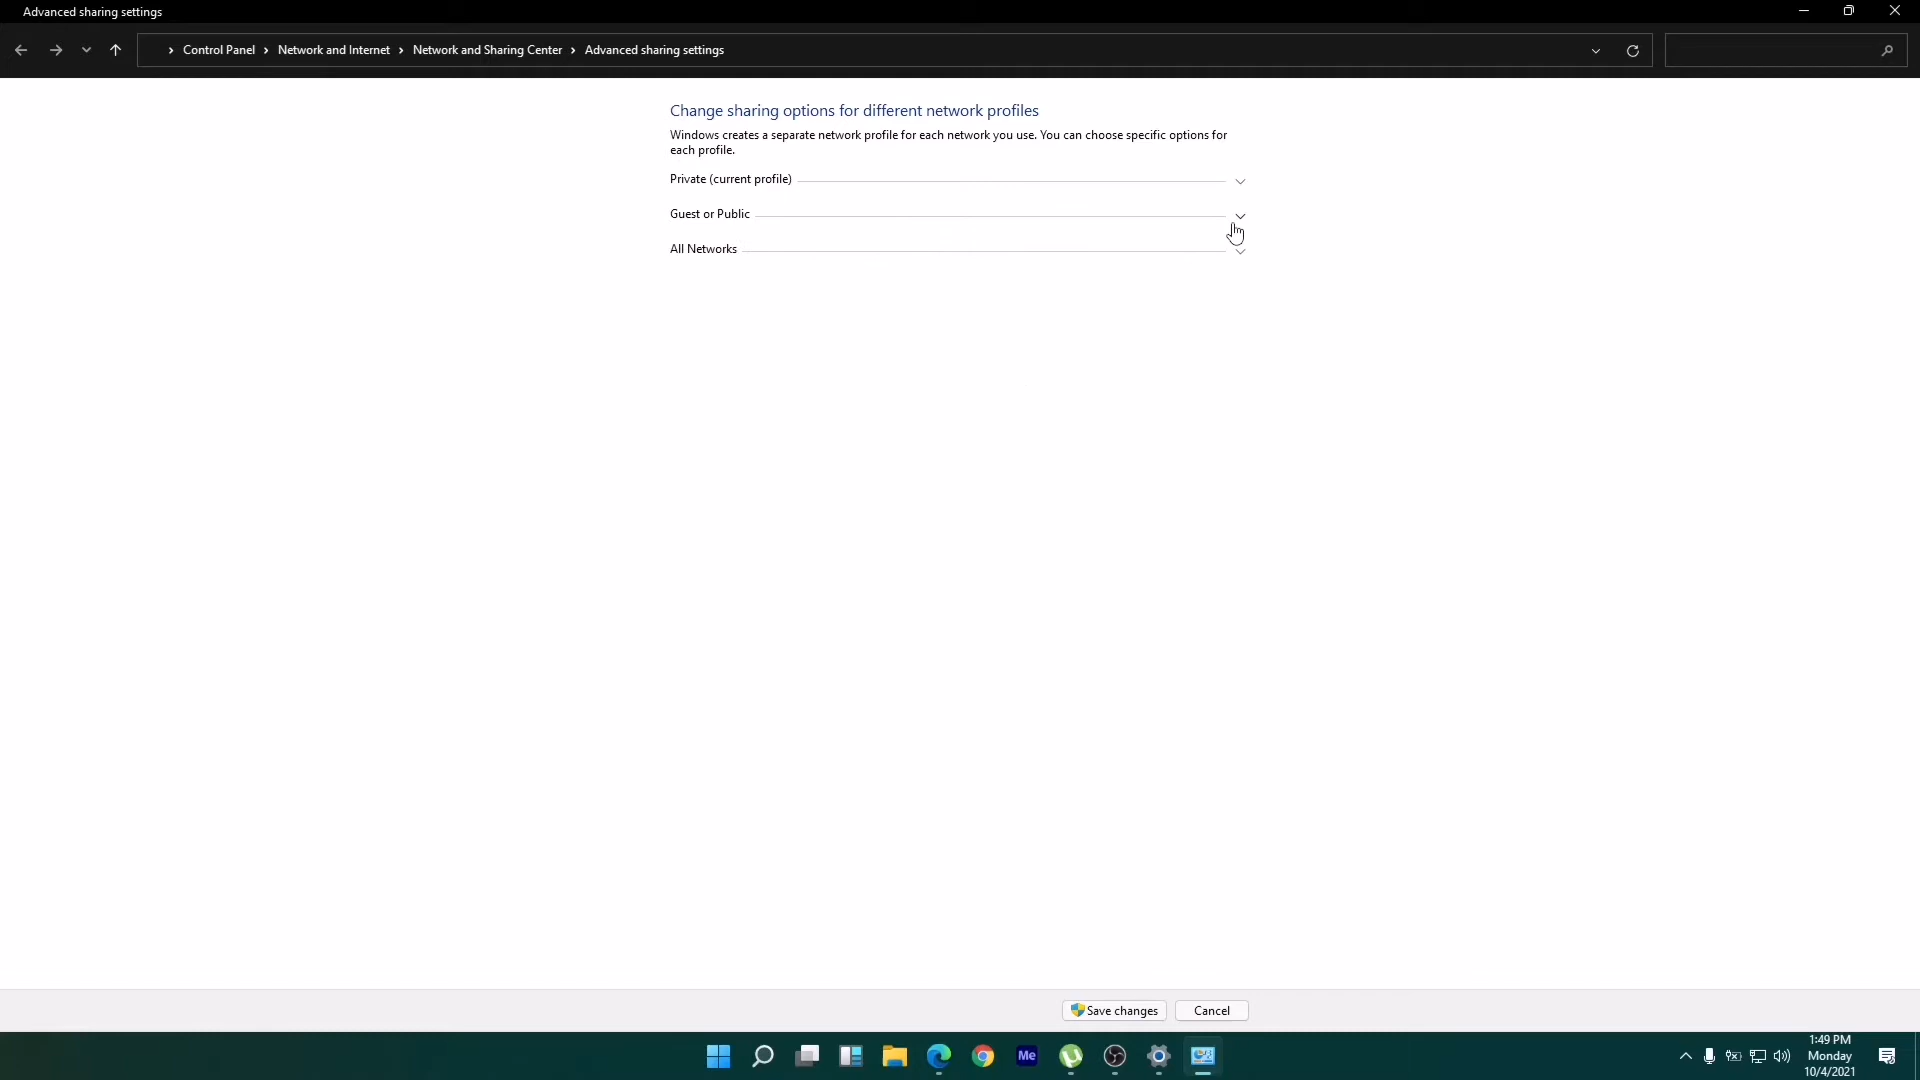 Advanced sharing settings
Control Panel > Network and Internet > Network and Sharing Center > Advanced sharing settings
Change sharing options for different network profiles
Windows creates a separate network profile for each network you use. You can choose specific options for
each profile.
Private (current profile)
Guest or Public
All Networks
Save changes
Cancel
Me
1:49 PM
Monday
10/4/2021